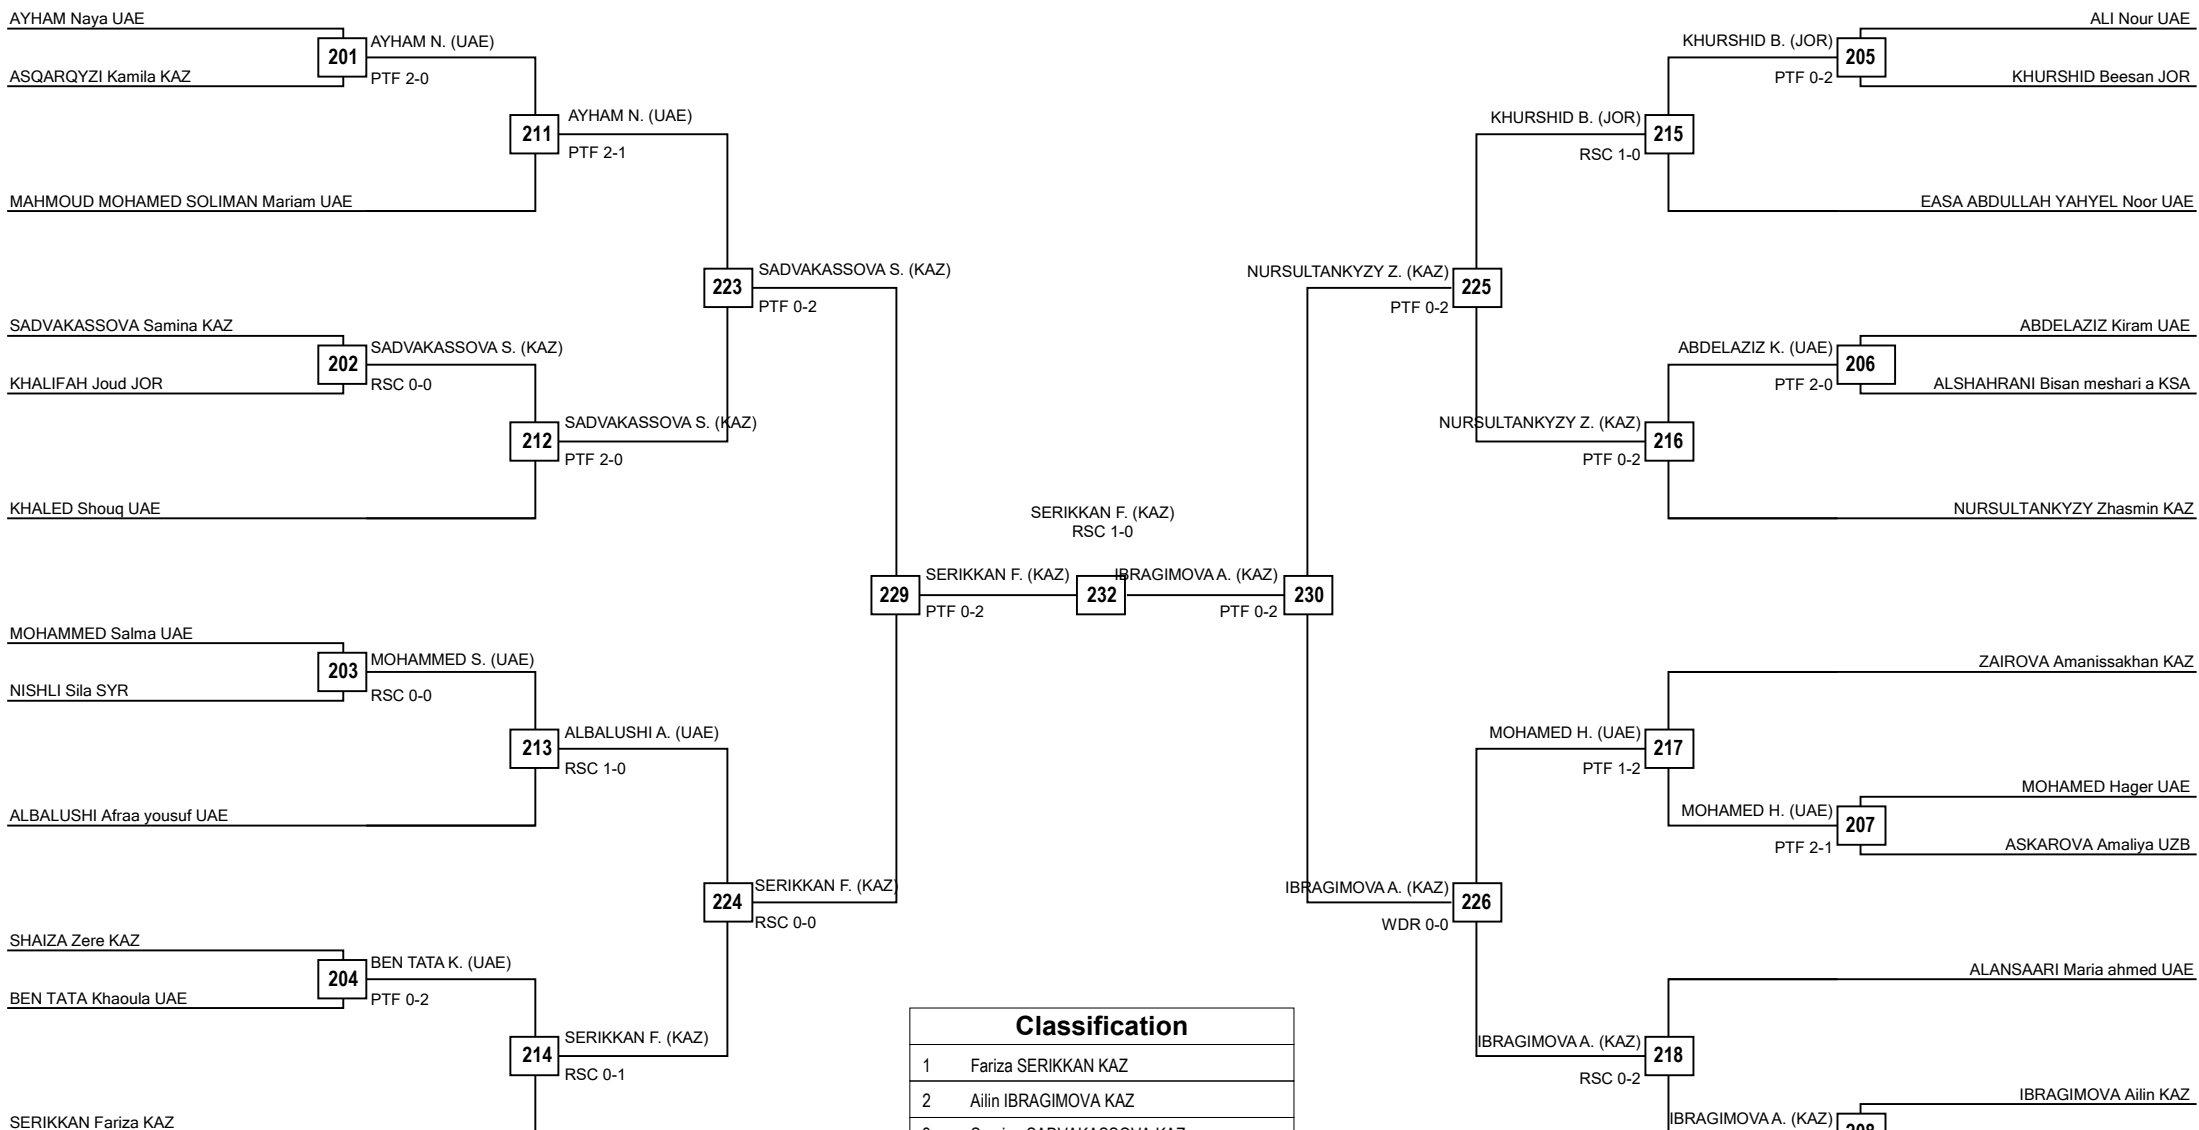 AYHAM Naya UAE
201
AYHAM N. (UAE)
PTF 2-0
ASQARQYZI Kamila KAZ
211
AYHAM N. (UAE)
PTF 2-1
MAHMOUD MOHAMED SOLIMAN Mariam UAE
223
SADVAKASSOVA S. (KAZ)
PTF 0-2
SADVAKASSOVA Samina KAZ
202
SADVAKASSOVA S. (KAZ)
RSC 0-0
KHALIFAH Joud JOR
212
SADVAKASSOVA S. (KAZ)
PTF 2-0
KHALED Shouq UAE
229
SERIKKAN F. (KAZ)
PTF 0-2
MOHAMMED Salma UAE
203
MOHAMMED S. (UAE)
RSC 0-0
NISHLI Sila SYR
213
ALBALUSHI A. (UAE)
RSC 1-0
ALBALUSHI Afraa yousuf UAE
224
SERIKKAN F. (KAZ)
RSC 0-0
SHAIZA Zere KAZ
204
BEN TATA K. (UAE)
PTF 0-2
BEN TATA Khaoula UAE
214
SERIKKAN F. (KAZ)
RSC 0-1
SERIKKAN Fariza KAZ
SERIKKAN F. (KAZ)
RSC 1-0
232
IBRAGIMOVA A. (KAZ)
PTF 0-2
230
ALI Nour UAE
KHURSHID B. (JOR)
205
PTF 0-2
KHURSHID Beesan JOR
KHURSHID B. (JOR)
215
RSC 1-0
EASA ABDULLAH YAHYEL Noor UAE
NURSULTANKYZY Z. (KAZ)
225
PTF 0-2
ABDELAZIZ Kiram UAE
ABDELAZIZ K. (UAE)
206
PTF 2-0
ALSHAHRANI Bisan meshari a KSA
NURSULTANKYZY Z. (KAZ)
216
PTF 0-2
NURSULTANKYZY Zhasmin KAZ
ZAIROVA Amanissakhan KAZ
MOHAMED H. (UAE)
217
PTF 1-2
MOHAMED Hager UAE
MOHAMED H. (UAE)
207
PTF 2-1
ASKAROVA Amaliya UZB
IBRAGIMOVA A. (KAZ)
226
WDR 0-0
ALANSAARI Maria ahmed UAE
IBRAGIMOVA A. (KAZ)
218
RSC 0-2
IBRAGIMOVA Ailin KAZ
IBRAGIMOVA A. (KAZ)
208
Classification
1 Fariza SERIKKAN KAZ
2 Ailin IBRAGIMOVA KAZ
3 Samina SADVAKASSOVA KAZ